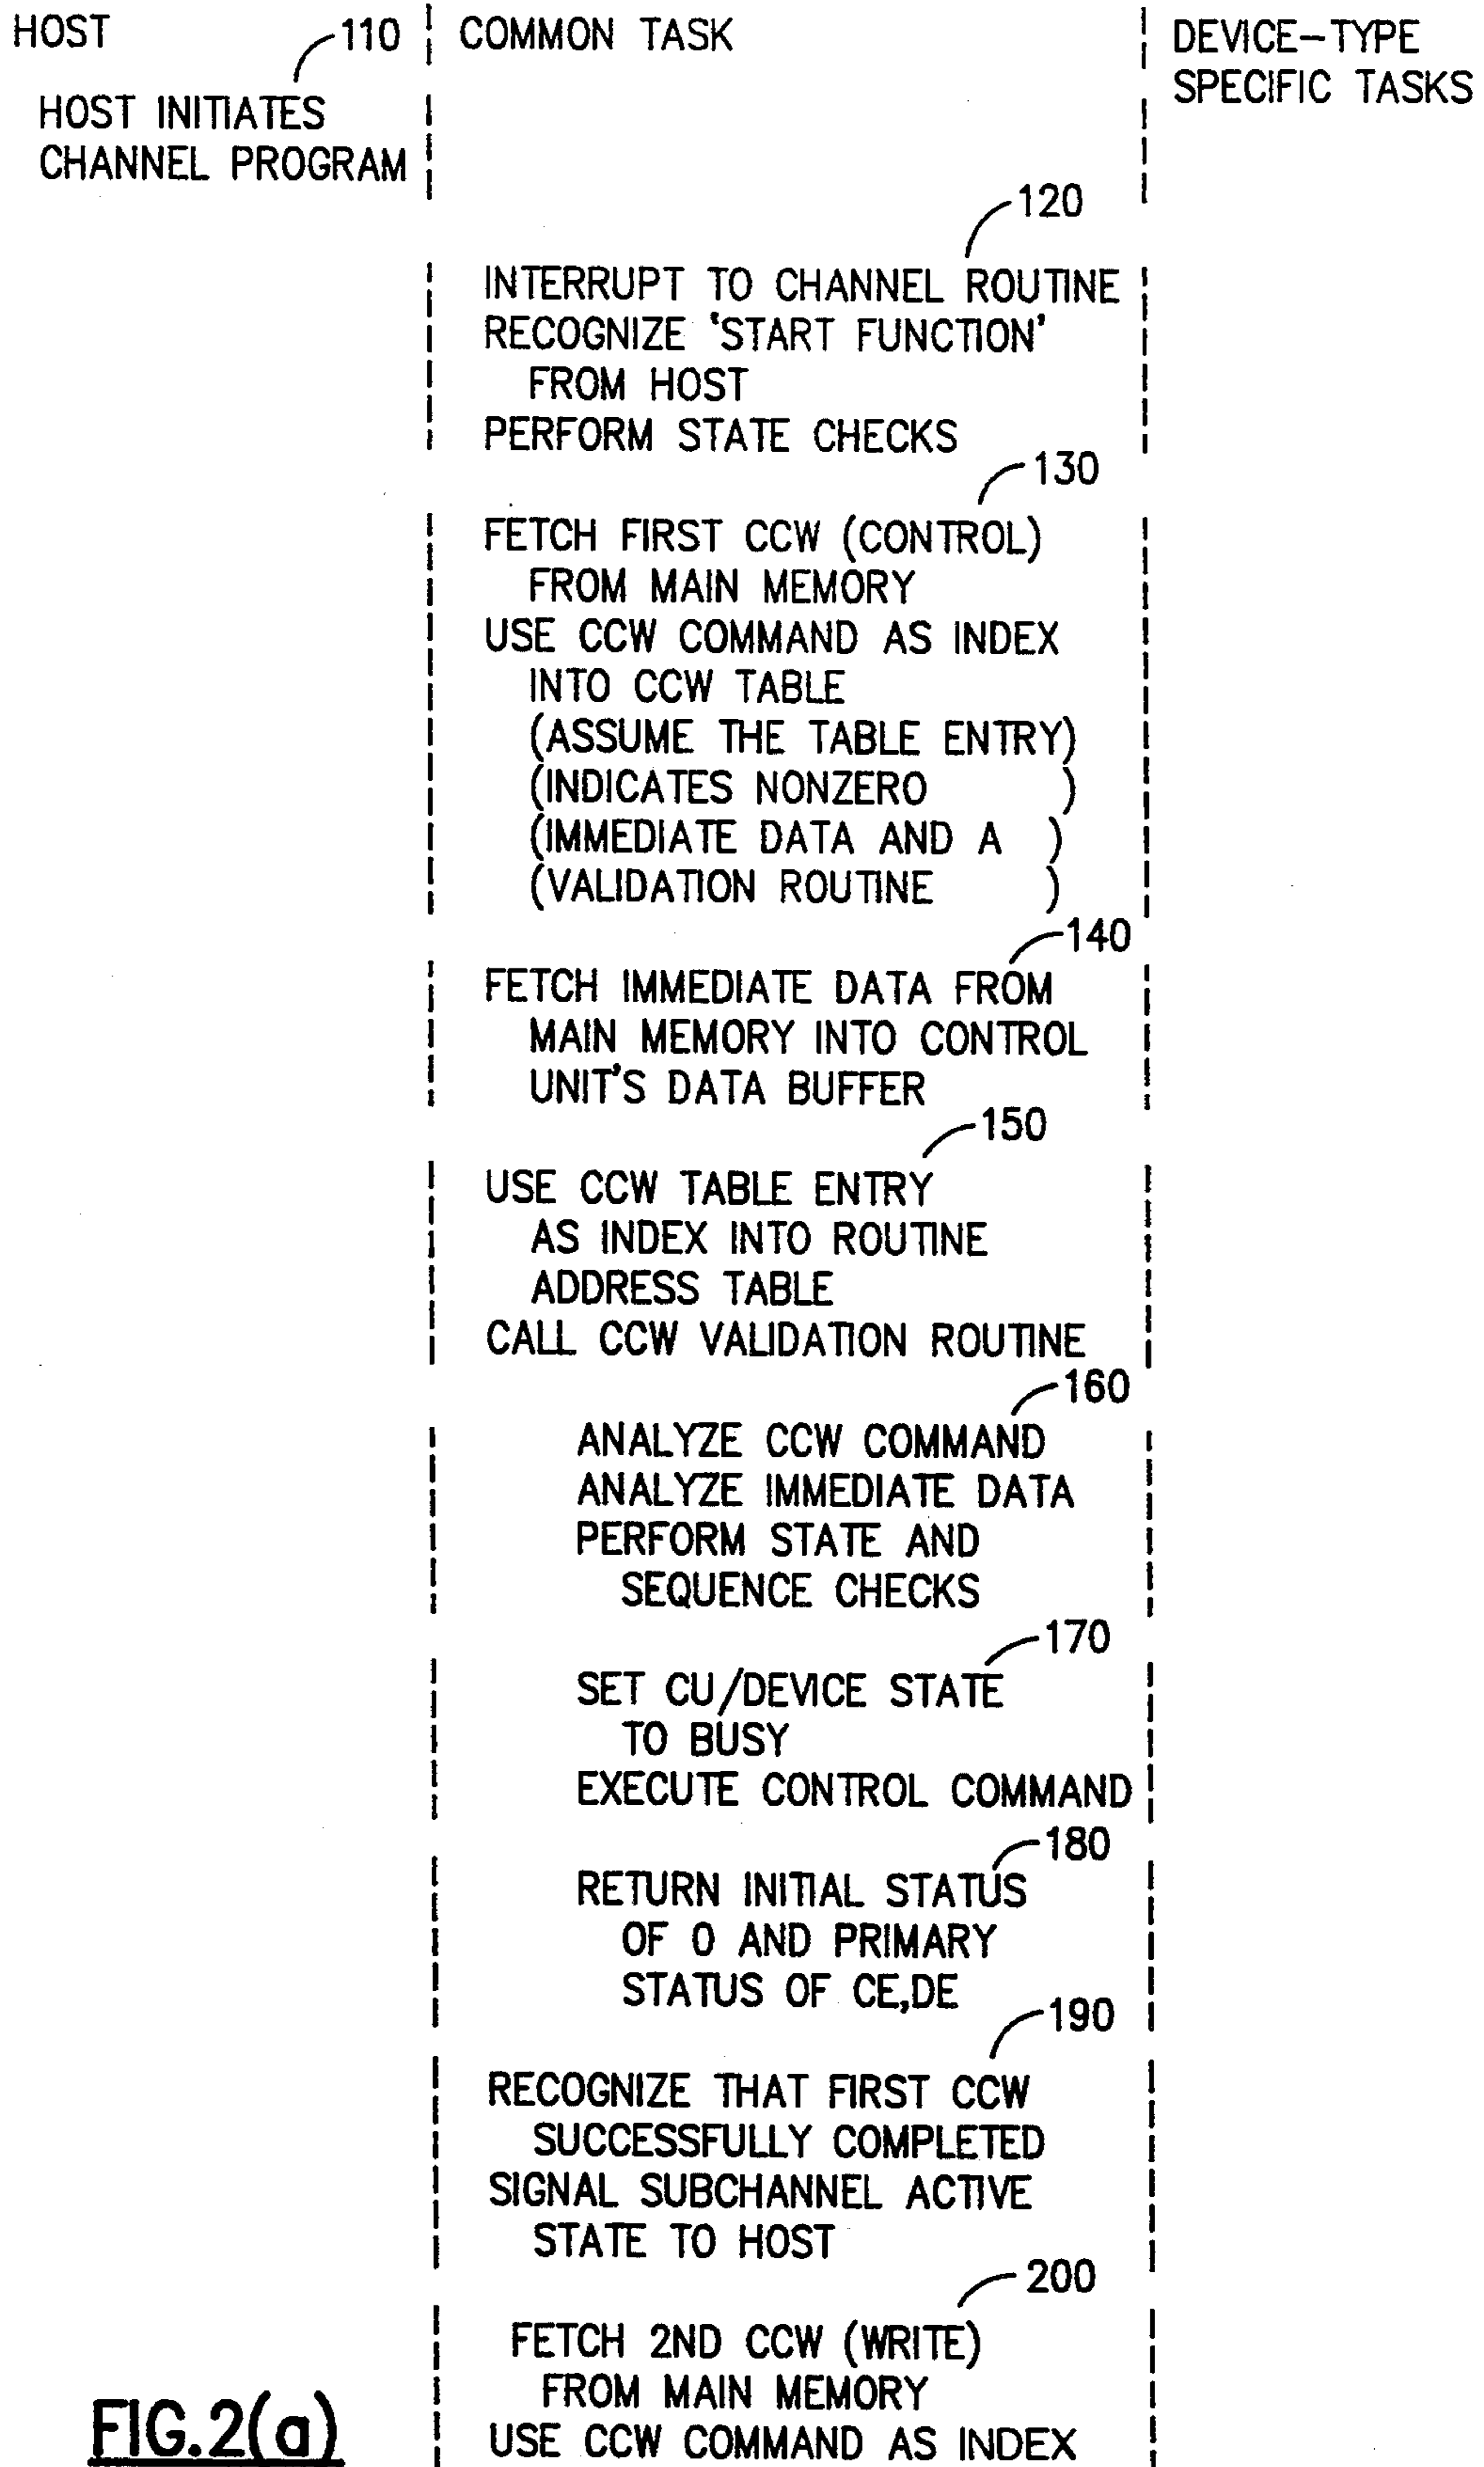 HOST
110
COMMON TASK
DEVICE-TYPE
SPECIFIC TASKS
HOST INITIATES
CHANNEL PROGRAM
120
INTERRUPT TO CHANNEL ROUTINE
RECOGNIZE 'START FUNCTION'
FROM HOST
PERFORM STATE CHECKS
130
FETCH FIRST CCW (CONTROL)
FROM MAIN MEMORY
USE CCW COMMAND AS INDEX
INTO CCW TABLE
(ASSUME THE TABLE ENTRY)
(INDICATES NONZERO )
(IMMEDIATE DATA AND A )
(VALIDATION ROUTINE )
140
FETCH IMMEDIATE DATA FROM
MAIN MEMORY INTO CONTROL
UNIT'S DATA BUFFER
150
USE CCW TABLE ENTRY
AS INDEX INTO ROUTINE
ADDRESS TABLE
CALL CCW VALIDATION ROUTINE
160
ANALYZE CCW COMMAND
ANALYZE IMMEDIATE DATA
PERFORM STATE AND
SEQUENCE CHECKS
170
SET CU/DEVICE STATE
TO BUSY
EXECUTE CONTROL COMMAND
180
RETURN INITIAL STATUS
OF 0 AND PRIMARY
STATUS OF CE,DE
190
RECOGNIZE THAT FIRST CCW
SUCCESSFULLY COMPLETED
SIGNAL SUBCHANNEL ACTIVE
STATE TO HOST
200
FETCH 2ND CCW (WRITE)
FROM MAIN MEMORY
USE CCW COMMAND AS INDEX
FIG.2(a)